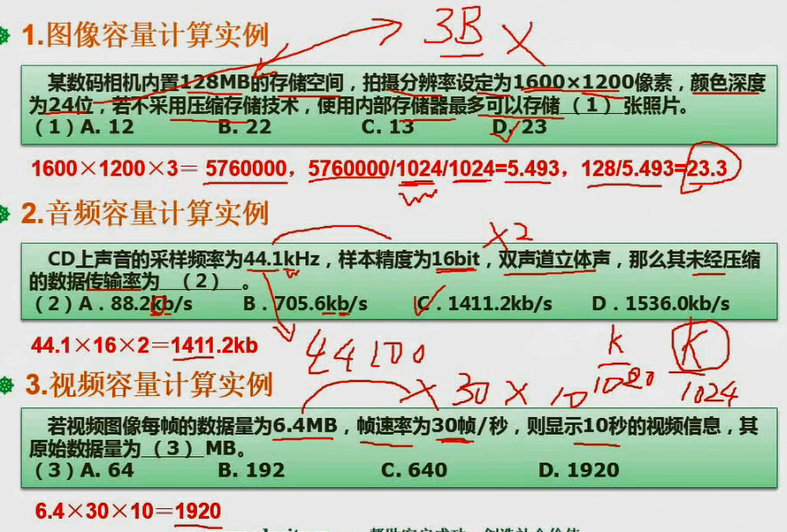 1.图像容量计算实例
3B ×
某数码相机内置128MB的存储空间，拍摄分辨率设定为1600×1200像素，颜色深度
为24位，若不采用压缩存储技术，使用内部存储器最多可以存储（1）张照片。
（1）A. 12 B. 22 C. 13 D. 23
1600×1200×3＝ 5760000，5760000/1024/1024=5.493，128/5.493=23.3
2.音频容量计算实例
×2
CD上声音的采样频率为44.1kHz，样本精度为16bit，双声道立体声，那么其未经压缩
的数据传输率为 （2） 。
（2）A．88.2kb/s B．705.6kb/s C．1411.2kb/s D．1536.0kb/s
44.1×16×2＝1411.2kb
44100
k K
1000 1024
3.视频容量计算实例
×30×10
若视频图像每帧的数据量为6.4MB，帧速率为30帧/秒，则显示10秒的视频信息，其
原始数据量为（3）MB。
（3）A. 64 B. 192 C. 640 D. 1920
6.4×30×10＝1920